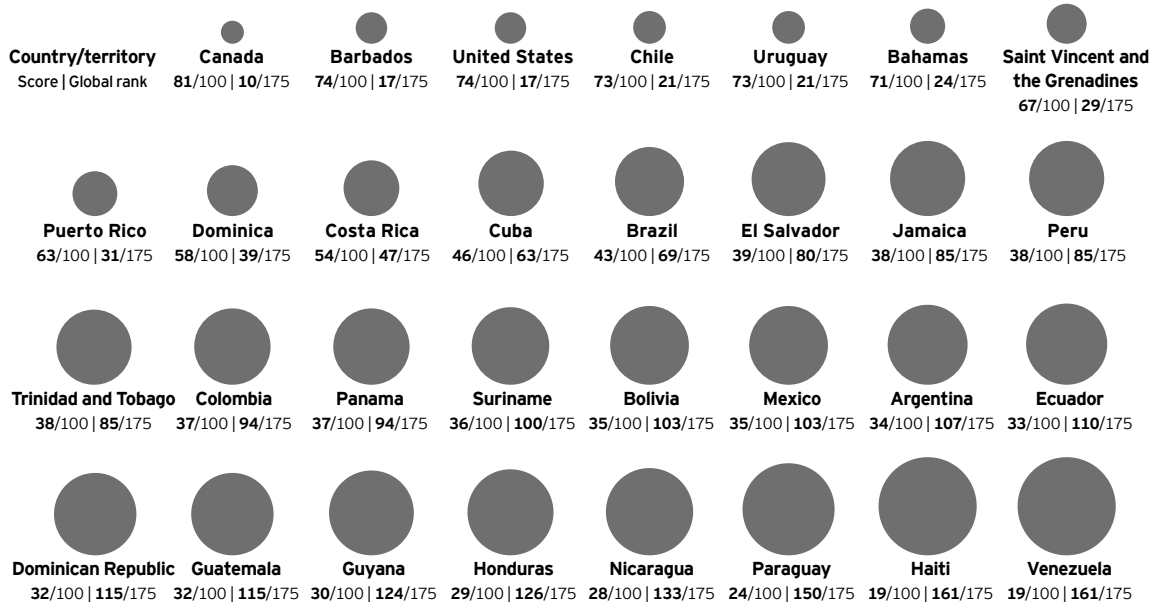 Country/territory Canada Barbados United States Chile Uruguay Bahamas Saint Vincent and
Score | Global rank 81/100 | 10/175 74/100 | 17/175 74/100 | 17/175 73/100 | 21/175 73/100 | 21/175 71/100 | 24/175 the Grenadines
67/100 | 29/175
Puerto Rico Dominica Costa Rica Cuba Brazil El Salvador Jamaica Peru
63/100 | 31/175 58/100 | 39/175 54/100 | 47/175 46/100 | 63/175 43/100 | 69/175 39/100 | 80/175 38/100 | 85/175 38/100 | 85/175
Trinidad and Tobago Colombia Panama Suriname Bolivia Mexico Argentina Ecuador
38/100 | 85/175 37/100 | 94/175 37/100 | 94/175 36/100 | 100/175 35/100 | 103/175 35/100 | 103/175 34/100 | 107/175 33/100 | 110/175
Dominican Republic Guatemala Guyana Honduras Nicaragua Paraguay Haiti Venezuela
32/100 | 115/175 32/100 | 115/175 30/100 | 124/175 29/100 | 126/175 28/100 | 133/175 24/100 | 150/175 19/100 | 161/175 19/100 | 161/175